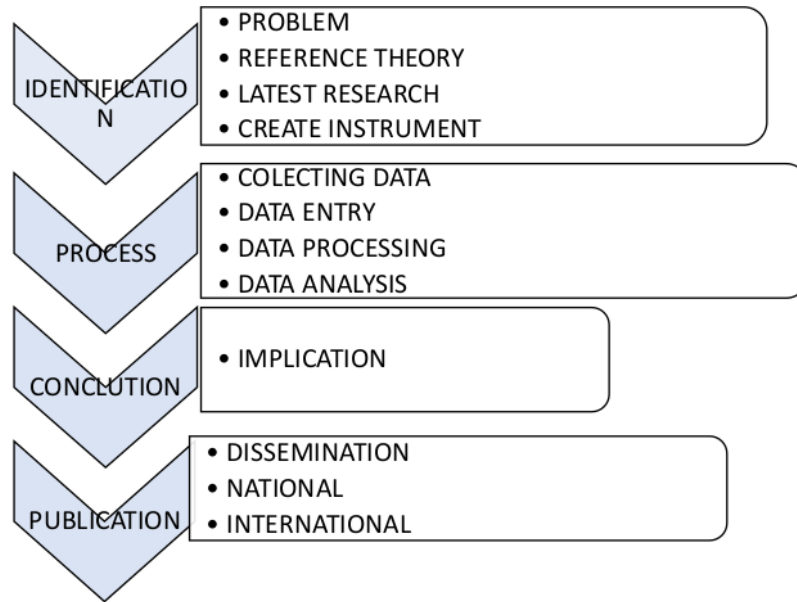 IDENTIFICATIO
N
• PROBLEM
• REFERENCE THEORY
• LATEST RESEARCH
• CREATE INSTRUMENT
PROCESS
• COLECTING DATA
• DATA ENTRY
• DATA PROCESSING
• DATA ANALYSIS
CONCLUTION
• IMPLICATION
PUBLICATION
• DISSEMINATION
• NATIONAL
• INTERNATIONAL